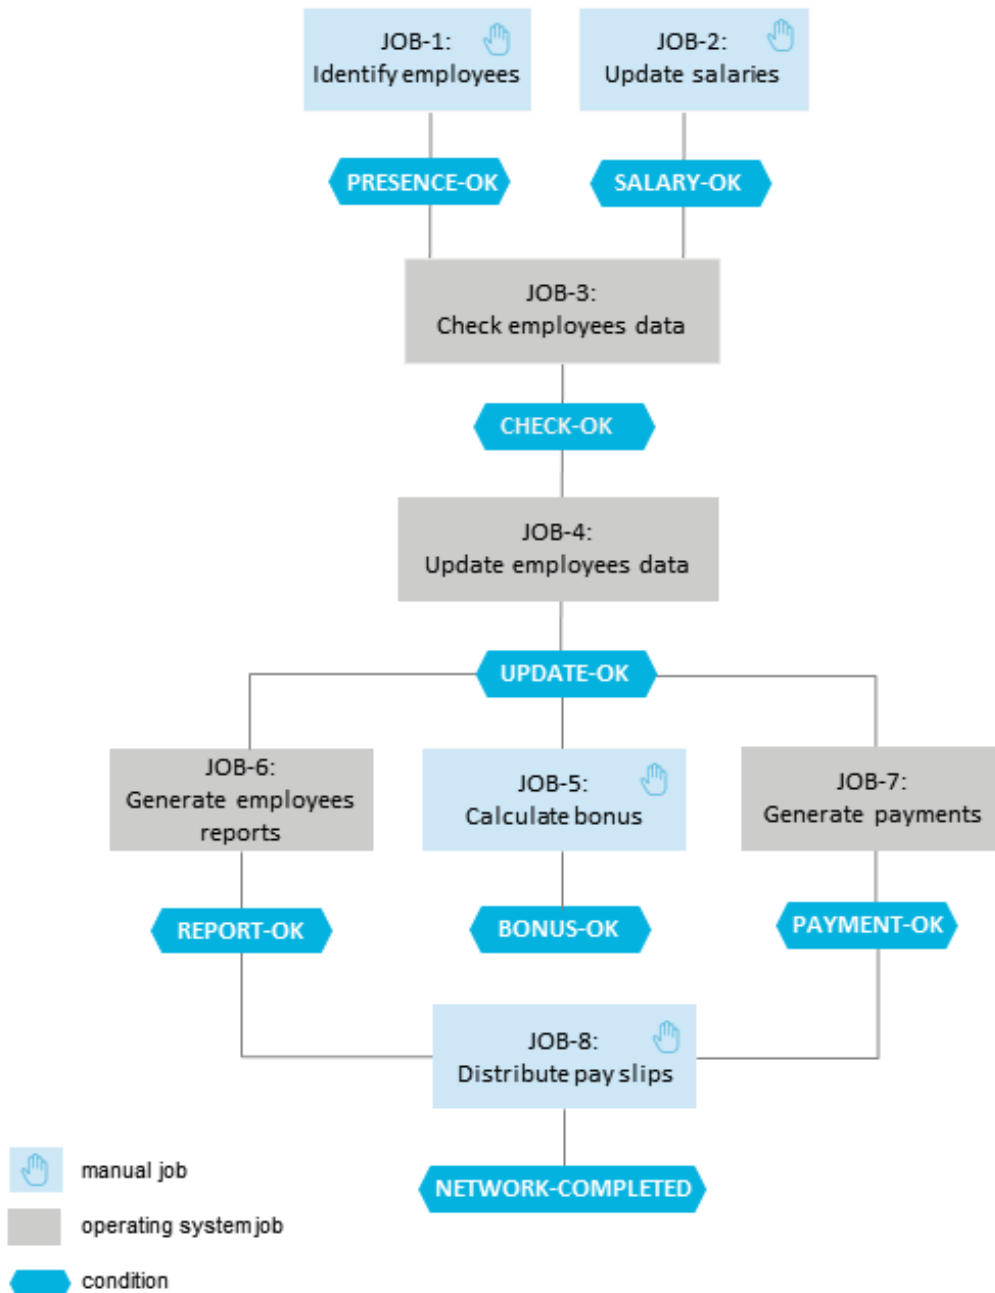 JOB-1:
Identify employees
JOB-2:
Update salaries
PRESENCE-OK
SALARY-OK
JOB-3:
Check employees data
CHECK-OK
JOB-4:
Update employees data
UPDATE-OK
JOB-6:
Generate employees
reports
JOB-5:
Calculate bonus
JOB-7:
Generate payments
REPORT-OK
BONUS-OK
PAYMENT-OK
JOB-8:
Distribute pay slips
NETWORK-COMPLETED
manual job
operating system job
condition